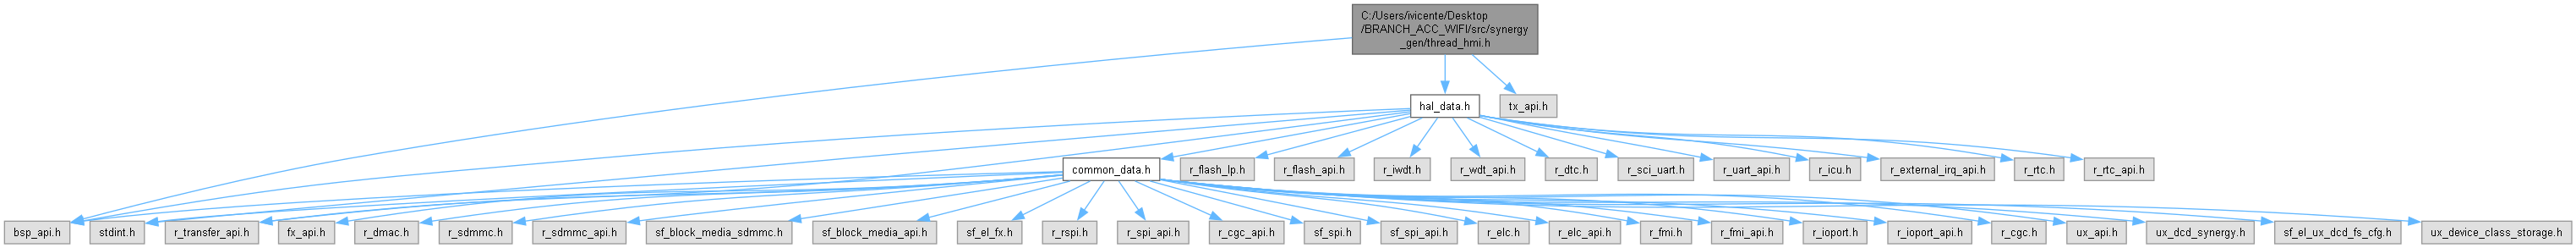 C:/Users/ivicente/Desktop
/BRANCH_ACC_WIFI/src/synergy
_gen/thread_hmi.h
hal_data.h
tx_api.h
common_data.h
r_flash_lp.h
r_flash_api.h
r_iwdt.h
r_wdt_api.h
r_dtc.h
r_sci_uart.h
r_uart_api.h
r_icu.h
r_external_irq_api.h
r_rtc.h
r_rtc_api.h
bsp_api.h
stdint.h
r_transfer_api.h
fx_api.h
r_dmac.h
r_sdmmc.h
r_sdmmc_api.h
sf_block_media_sdmmc.h
sf_block_media_api.h
sf_el_fx.h
r_rspi.h
r_spi_api.h
r_cgc_api.h
sf_spi.h
sf_spi_api.h
r_elc.h
r_elc_api.h
r_fmi.h
r_fmi_api.h
r_ioport.h
r_ioport_api.h
r_cgc.h
ux_api.h
ux_dcd_synergy.h
sf_el_ux_dcd_fs_cfg.h
ux_device_class_storage.h